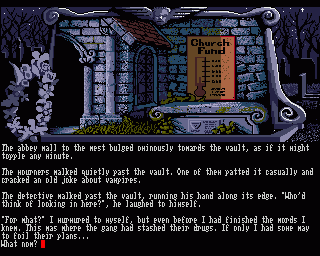 Church
Fund
The abbey wall to the west bulged ominously towards the vault, as if it might
topple any minute.
The mourners walked quietly past the vault. One of them patted it casually and
cracked an old joke about vampires.
The detective walked past the vault, running his hand along its edge. "Who'd
think of looking in here?", he laughed to himself.
"For what?" I murmured to myself, but even before I had finished the words I
knew. This was where the gang had stashed their drugs. If only I had some way
to foil their plans...
What now?